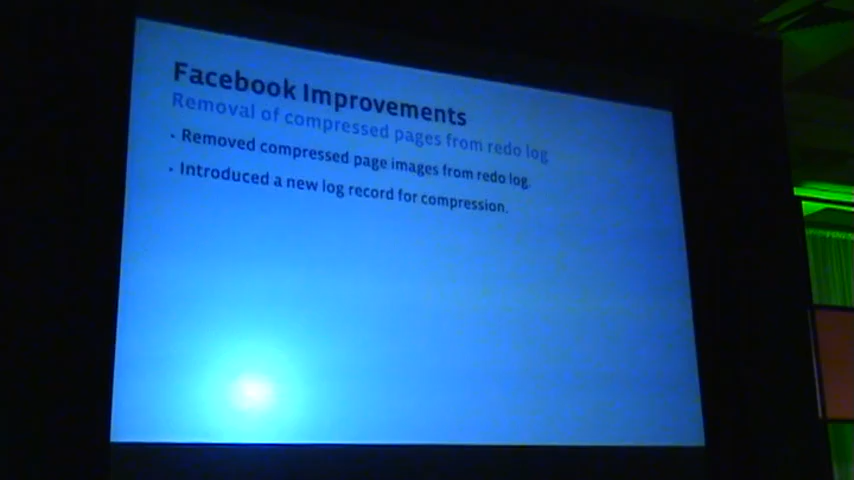 Facebook Improvements
Removal of compressed pages from redo log
· Removed compressed page images from redo log.
· Introduced a new log record for compression.